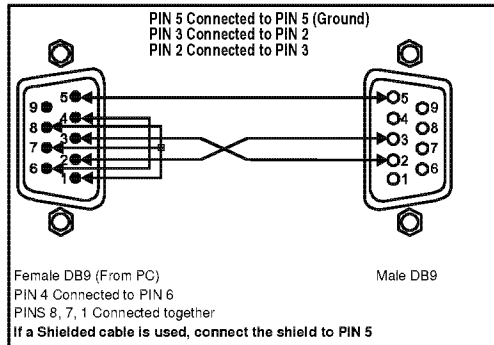 PIN 5 Connected to PIN 5 (Ground)
PIN 3 Connected to PIN 2
PIN 2 Connected to PIN 3
5
9
4
8
3
7
2
6
1
5
9
4
8
3
7
2
6
1
Female DB9 (From PC)
Male DB9
PIN 4 Connected to PIN 6
PINS 8, 7, 1 Connected together
If a Shielded cable is used, connect the shield to PIN 5